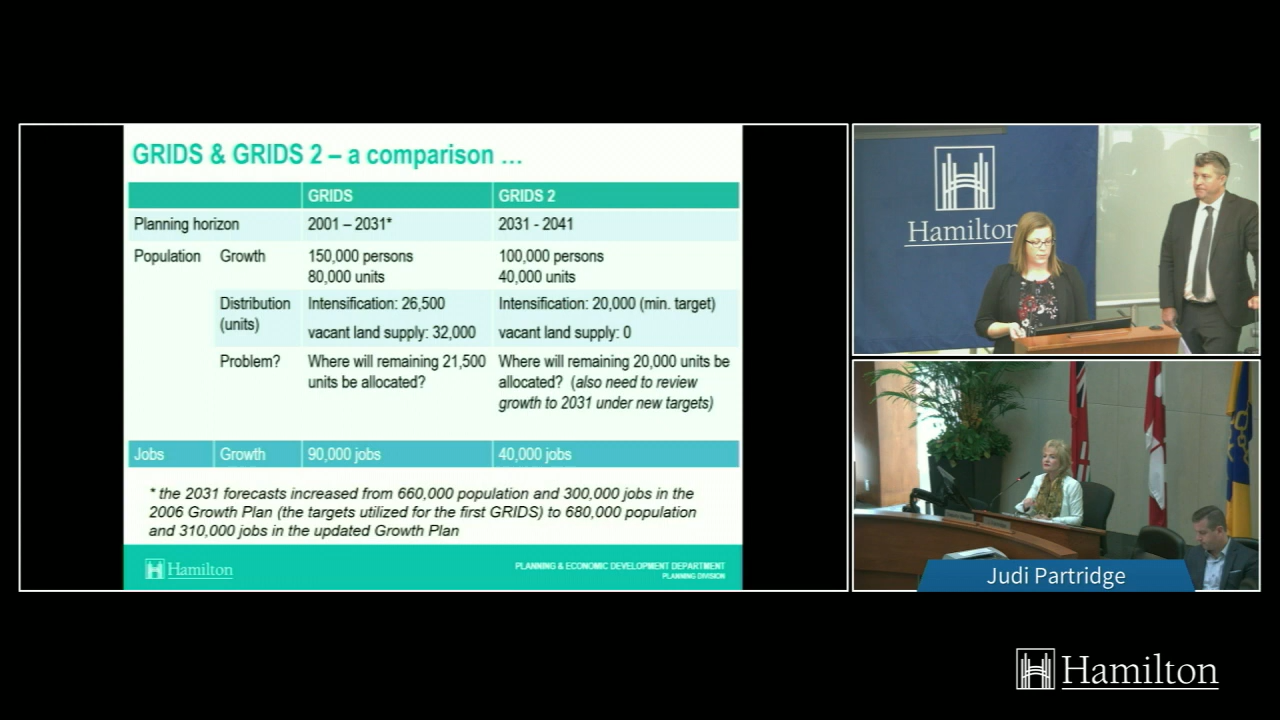 GRIDS & GRIDS 2 – a comparison …
GRIDS GRIDS 2
Planning horizon 2001 – 2031* 2031 - 2041
Population Growth 150,000 persons 100,000 persons
80,000 units 40,000 units
Distribution Intensification: 26,500 Intensification: 20,000 (min. target)
(units) vacant land supply: 32,000 vacant land supply: 0
Problem? Where will remaining 21,500 Where will remaining 20,000 units be
units be allocated? allocated? (also need to review
growth to 2031 under new targets)
Jobs Growth 90,000 jobs 40,000 jobs
* the 2031 forecasts increased from 660,000 population and 300,000 jobs in the
2006 Growth Plan (the targets utilized for the first GRIDS) to 680,000 population
and 310,000 jobs in the updated Growth Plan
Hamilton
PLANNING & ECONOMIC DEVELOPMENT DEPARTMENT
PLANNING DIVISION
Hamilton
Judi Partridge
Hamilton